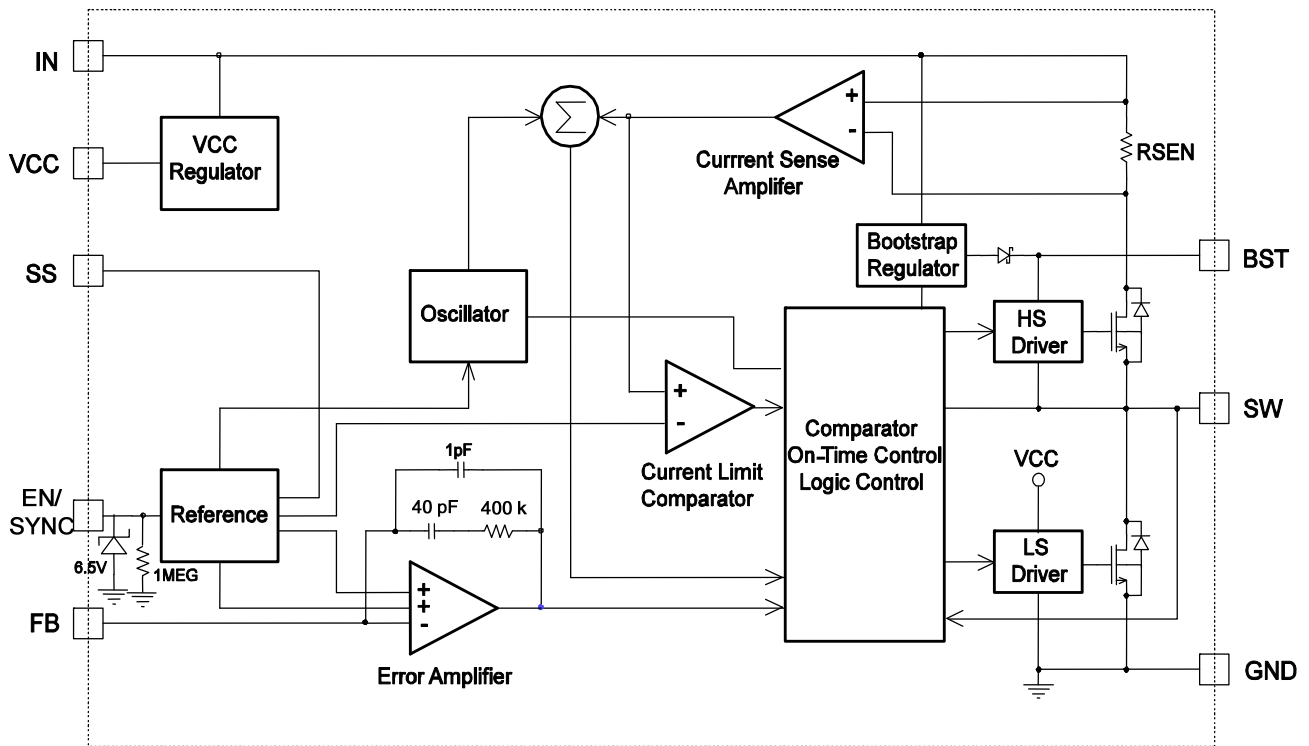 IN
VCC
Regulator
VCC
Σ
+
-
Currrent Sense
Amplifer
RSEN
SS
Bootstrap
Regulator
BST
Oscillator
HS
Driver
+
-
Current Limit
Comparator
SW
Comparator
On-Time Control
Logic Control
VCC
1pF
40 pF
400 k
EN/
SYNC
Reference
6.5V
1MEG
LS
Driver
FB
+
+
-
Error Amplifier
GND